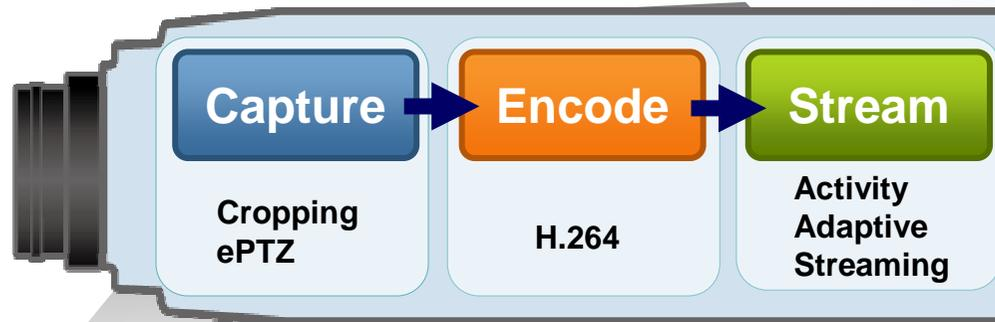 Capture
Encode
Stream
Cropping
ePTZ
H.264
Activity
Adaptive
Streaming